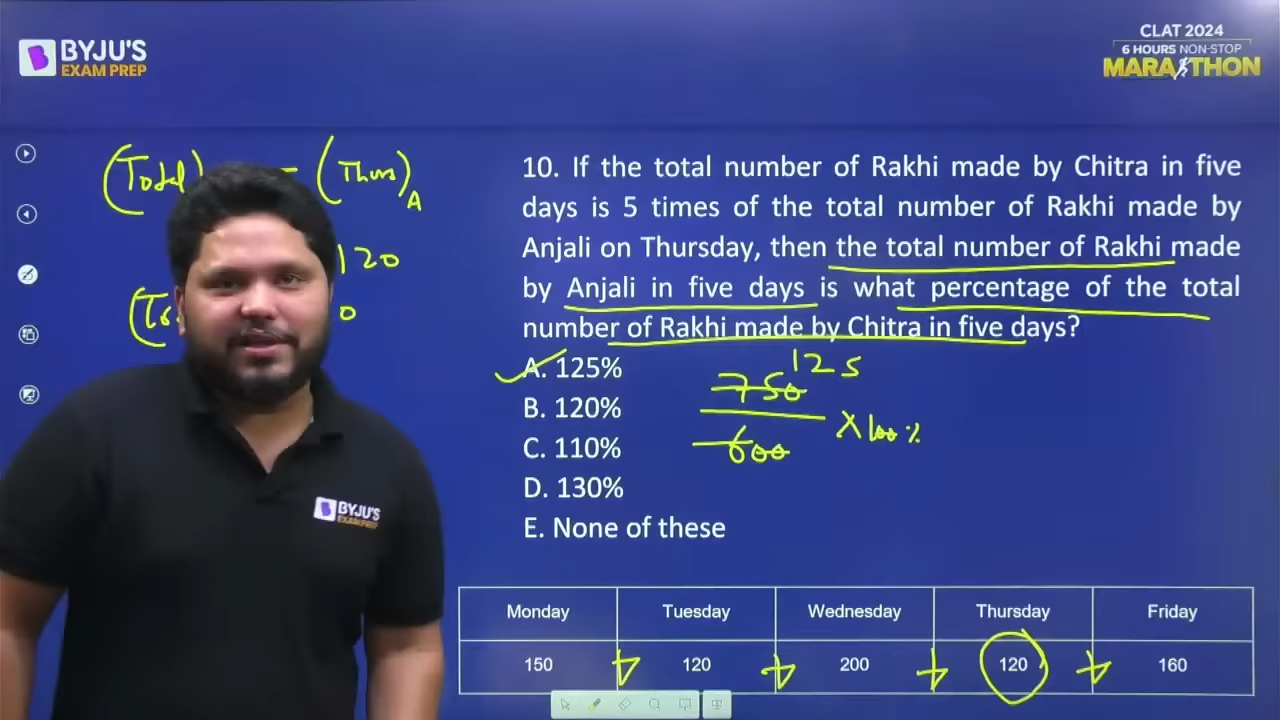 BYJU'S
EXAM PREP
CLAT 2024
6 HOURS NON-STOP
MARATHON
(Total) - (Thurs)A
120
0
10. If the total number of Rakhi made by Chitra in five
days is 5 times of the total number of Rakhi made by
Anjali on Thursday, then the total number of Rakhi made
by Anjali in five days is what percentage of the total
number of Rakhi made by Chitra in five days?
A. 125%
B. 120%
C. 110%
D. 130%
E. None of these
125
750
600
X 100%
BYJU'S
EXAM PREP
Monday Tuesday Wednesday Thursday Friday
150 + 120 + 200 + 120 + 160